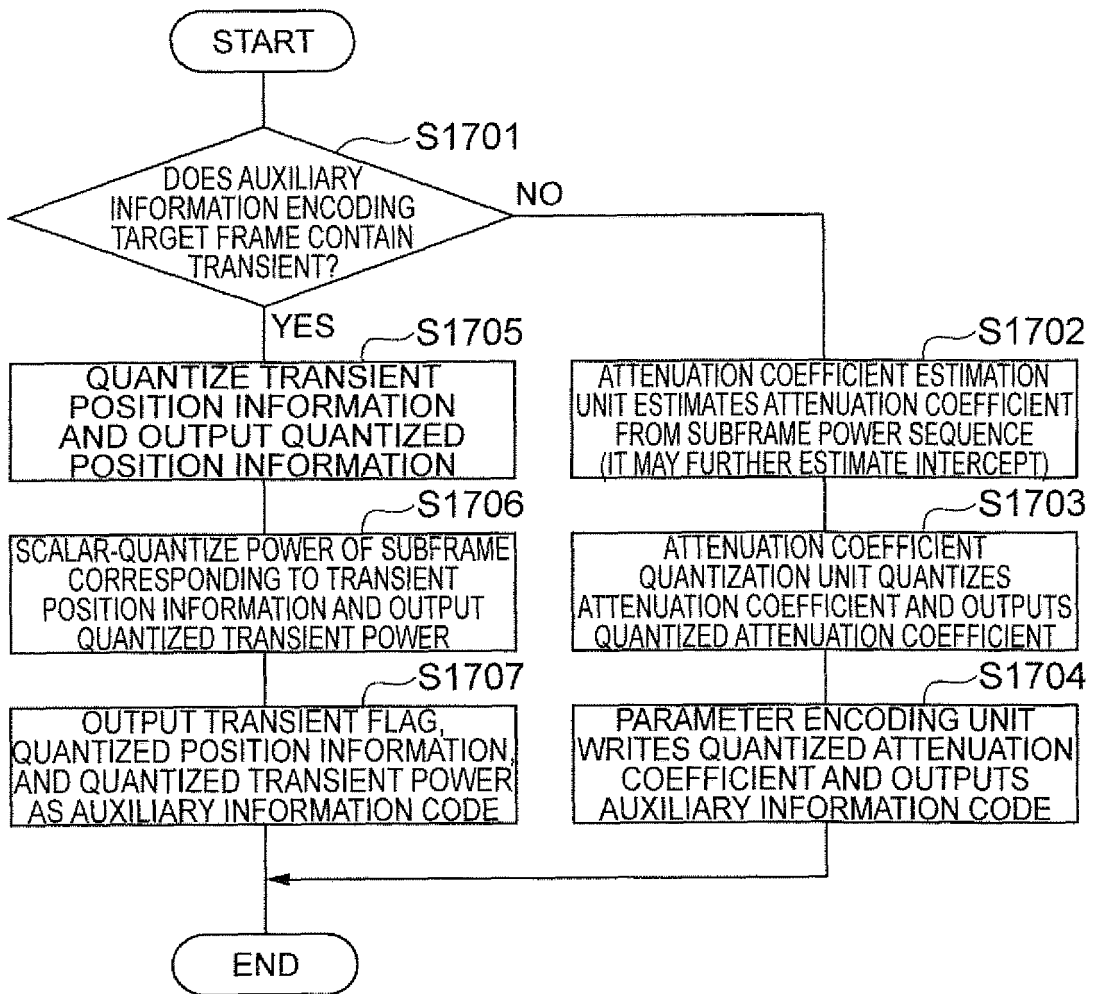 START
S1701
DOES AUXILIARY
INFORMATION ENCODING
TARGET FRAME CONTAIN
TRANSIENT?
NO
YES
S1705
QUANTIZE TRANSIENT
POSITION INFORMATION
AND OUTPUT QUANTIZED
POSITION INFORMATION
S1706
SCALAR-QUANTIZE POWER OF SUBFRAME
CORRESPONDING TO TRANSIENT
POSITION INFORMATION AND OUTPUT
QUANTIZED TRANSIENT POWER
S1707
OUTPUT TRANSIENT FLAG,
QUANTIZED POSITION INFORMATION,
AND QUANTIZED TRANSIENT POWER
AS AUXILIARY INFORMATION CODE
S1702
ATTENUATION COEFFICIENT ESTIMATION
UNIT ESTIMATES ATTENUATION COEFFICIENT
FROM SUBFRAME POWER SEQUENCE
(IT MAY FURTHER ESTIMATE INTERCEPT)
S1703
ATTENUATION COEFFICIENT
QUANTIZATION UNIT QUANTIZES
ATTENUATION COEFFICIENT AND OUTPUTS
QUANTIZED ATTENUATION COEFFICIENT
S1704
PARAMETER ENCODING UNIT
WRITES QUANTIZED ATTENUATION
COEFFICIENT AND OUTPUTS
AUXILIARY INFORMATION CODE
END